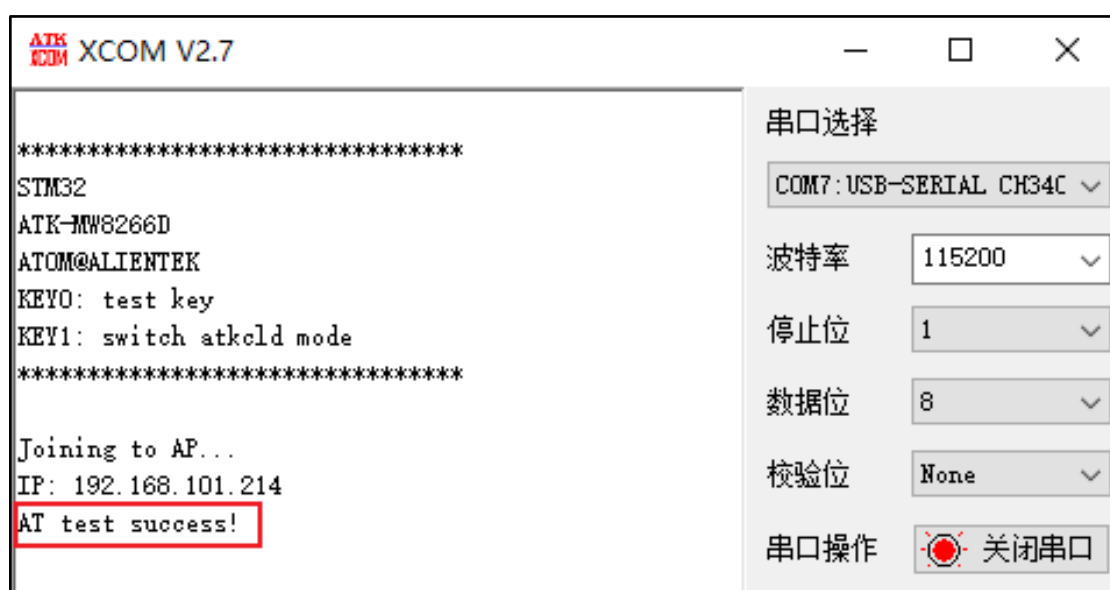 ATK XCOM XCOM V2.7
********************************
STM32
ATK-MW8266D
ATOM@ALIENTEK
KEY0: test key
KEY1: switch atkcld mode
********************************
Joining to AP...
IP: 192.168.101.214
AT test success!
串口选择
COM7:USB-SERIAL CH340
波特率 115200
停止位 1
数据位 8
校验位 None
串口操作 关闭串口